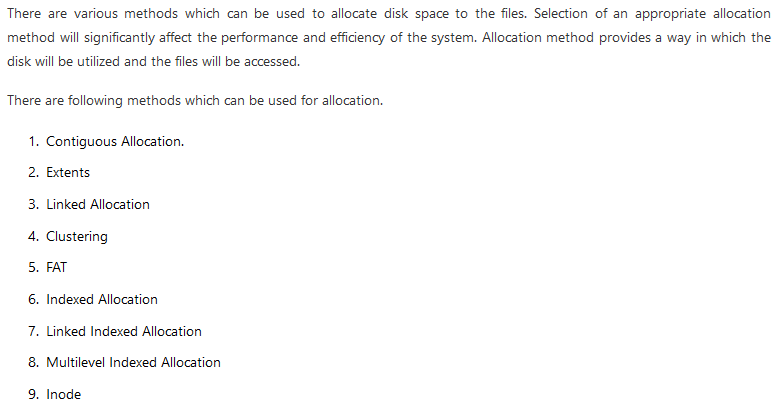 There are various methods which can be used to allocate disk space to the files. Selection of an appropriate allocation
method will significantly affect the performance and efficiency of the system. Allocation method provides a way in which the
disk will be utilized and the files will be accessed.
There are following methods which can be used for allocation.
1. Contiguous Allocation.
2. Extents
3. Linked Allocation
4. Clustering
5. FAT
6. Indexed Allocation
7. Linked Indexed Allocation
8. Multilevel Indexed Allocation
9. Inode